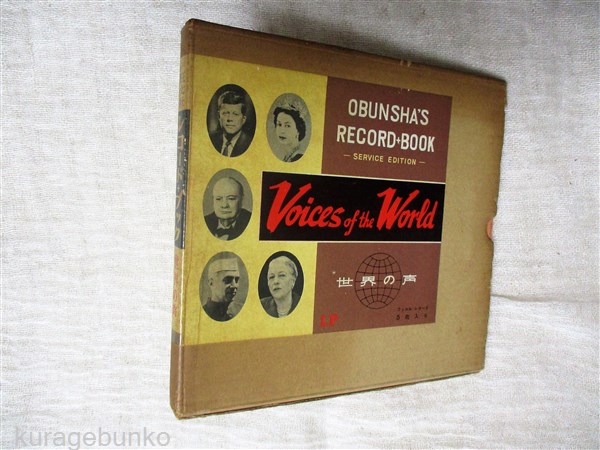 OBUNSHA'S
RECORD+BOOK
— SERVICE EDITION —
Voices of the World
世界の声
LP
kuragebunko